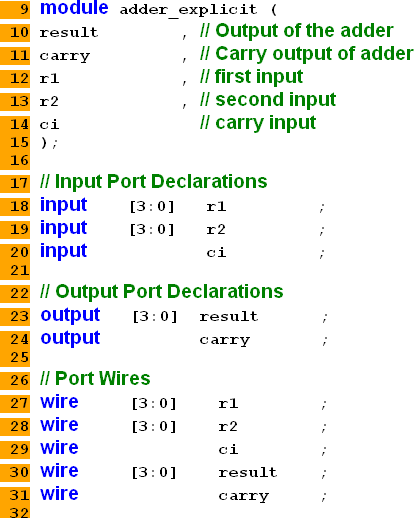 9 module adder_explicit (
10 result , // Output of the adder
11 carry , // Carry output of adder
12 r1 , // first input
13 r2 , // second input
14 ci // carry input
15 );
16
17 // Input Port Declarations
18 input [3:0] r1 ;
19 input [3:0] r2 ;
20 input ci ;
21
22 // Output Port Declarations
23 output [3:0] result ;
24 output carry ;
25
26 // Port Wires
27 wire [3:0] r1 ;
28 wire [3:0] r2 ;
29 wire ci ;
30 wire [3:0] result ;
31 wire carry ;
32